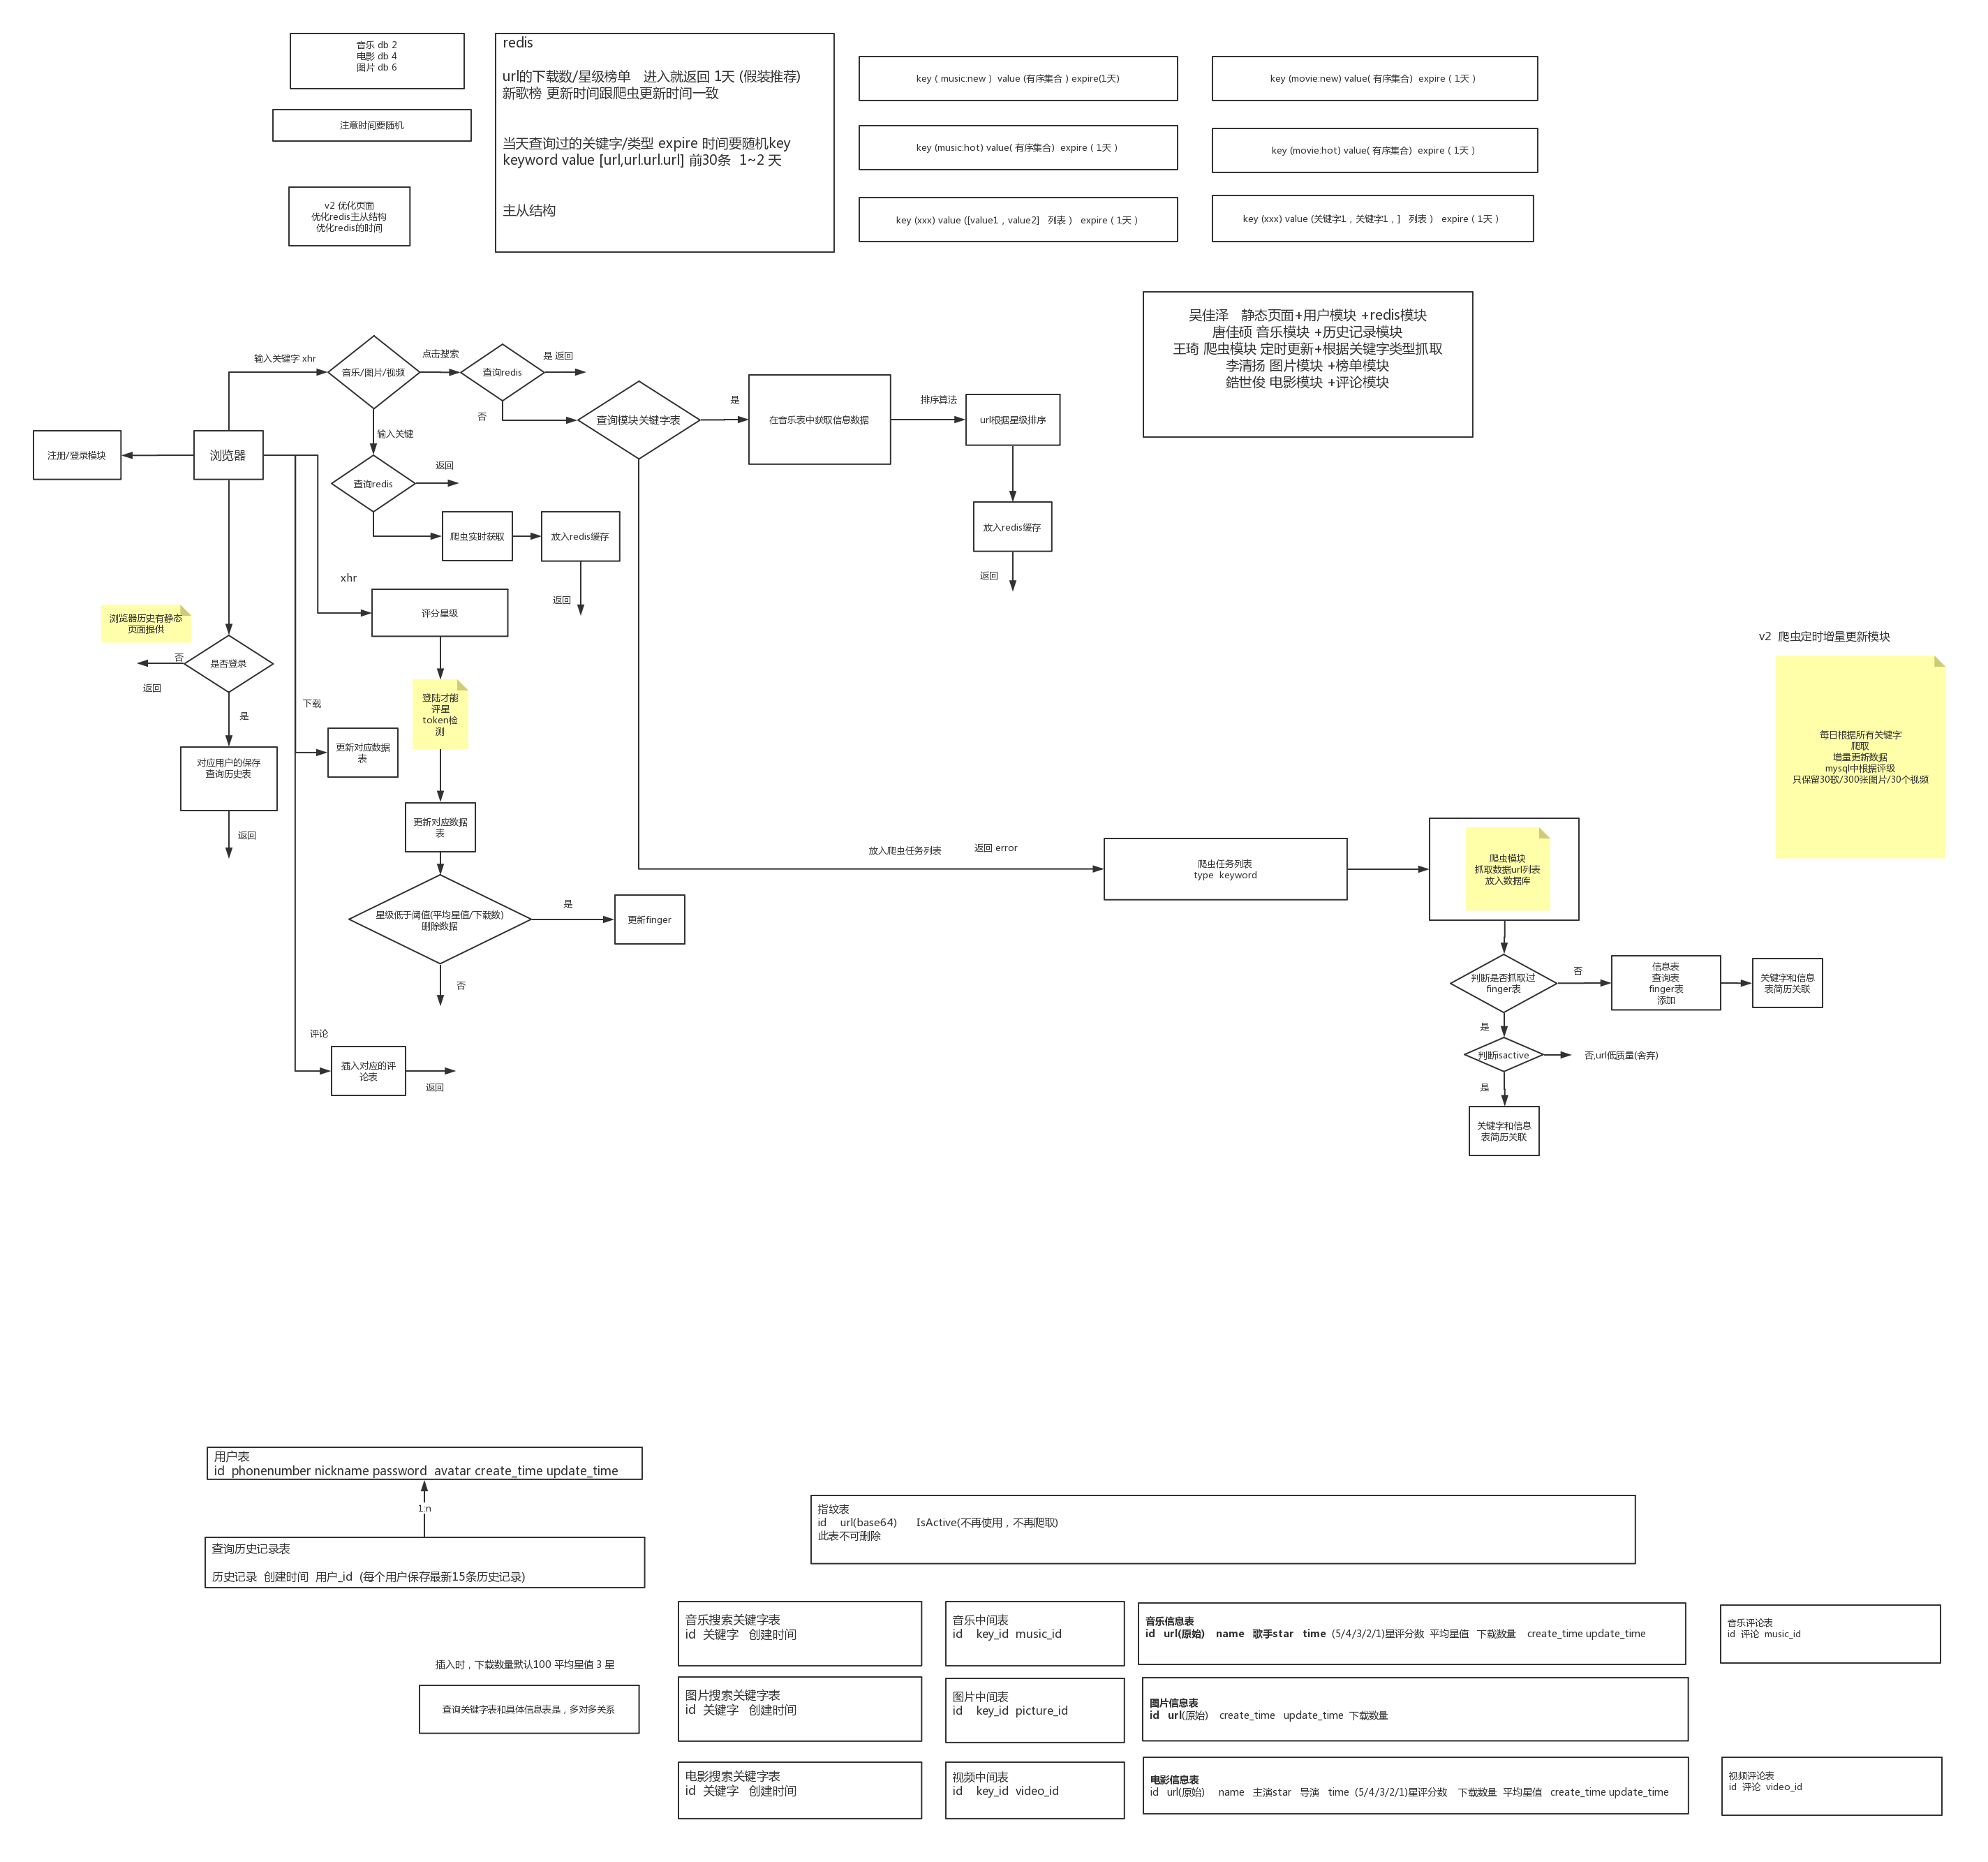 音乐 db 2
电影 db 4
图片 db 6
注意时间要随机
v2 优化页面
优化redis主从结构
优化redis的时间
redis
url的下载数/星级榜单 进入就返回 1天 (假装推荐)
新歌榜 更新时间跟爬虫更新时间一致
当天查询过的关键字/类型 expire 时间要随机key
keyword value [url,url.url.url] 前30条 1~2 天
主从结构
key ( music:new ) value (有序集合 ) expire(1天)
key (movie:new) value( 有序集合) expire ( 1天 )
key (music:hot) value( 有序集合) expire ( 1天 )
key (movie:hot) value( 有序集合) expire ( 1天 )
key (xxx) value ([value1，value2] 列表 ) expire ( 1天 )
key (xxx) value (关键字1，关键字1，] 列表 ) expire ( 1天 )
吴佳泽 静态页面+用户模块 +redis模块
唐佳硕 音乐模块 +历史记录模块
王琦 爬虫模块 定时更新+根据关键字类型抓取
李清扬 图片模块 +榜单模块
鋯世俊 电影模块 +评论模块
输入关键字 xhr
音乐/图片/视频
点击搜索
查询redis
是 返回
否
查询模块关键字表
是
在音乐表中获取信息数据
排序算法
url根据星级排序
放入redis缓存
返回
注册/登录模块
浏览器
输入关键
查询redis
返回
爬虫实时获取
放入redis缓存
返回
xhr
评分星级
浏览器历史有静态
页面提供
是否登录
否
返回
是
对应用户的保存
查询历史表
返回
下载
更新对应数据
表
登陆才能
评星
token检
测
更新对应数据
表
星级低于阈值(平均星值/下载数)
删除数据
是
更新finger
否
评论
插入对应的评
论表
返回
放入爬虫任务列表
返回 error
爬虫任务列表
type keyword
爬虫模块
抓取数据url列表
放入数据库
判断是否抓取过
finger表
否
信息表
查询表
finger表
添加
关键字和信息
表简历关联
是
判断isactive
否,url低质量(舍弃)
是
关键字和信息
表简历关联
v2 爬虫定时增量更新模块
每日根据所有关键字
爬取
增量更新数据
mysql中根据评级
只保留30歌/300张图片/30个视频
用户表
id phonenumber nickname password avatar create_time update_time
1:n
查询历史记录表
历史记录 创建时间 用户_id (每个用户保存最新15条历史记录)
指纹表
id url(base64) IsActive(不再使用，不再爬取)
此表不可删除
插入时，下载数量默认100 平均星值 3 星
查询关键字表和具体信息表是，多对多关系
音乐搜索关键字表
id 关键字 创建时间
音乐中间表
id key_id music_id
音乐信息表
id url(原始) name 歌手star time (5/4/3/2/1)星评分数 平均星值 下载数量 create_time update_time
音乐评论表
id 评论 music_id
图片搜索关键字表
id 关键字 创建时间
图片中间表
id key_id picture_id
图片信息表
id url(原始) create_time update_time 下载数量
电影搜索关键字表
id 关键字 创建时间
视频中间表
id key_id video_id
电影信息表
id url(原始) name 主演star 导演 time (5/4/3/2/1)星评分数 下载数量 平均星值 create_time update_time
视频评论表
id 评论 video_id